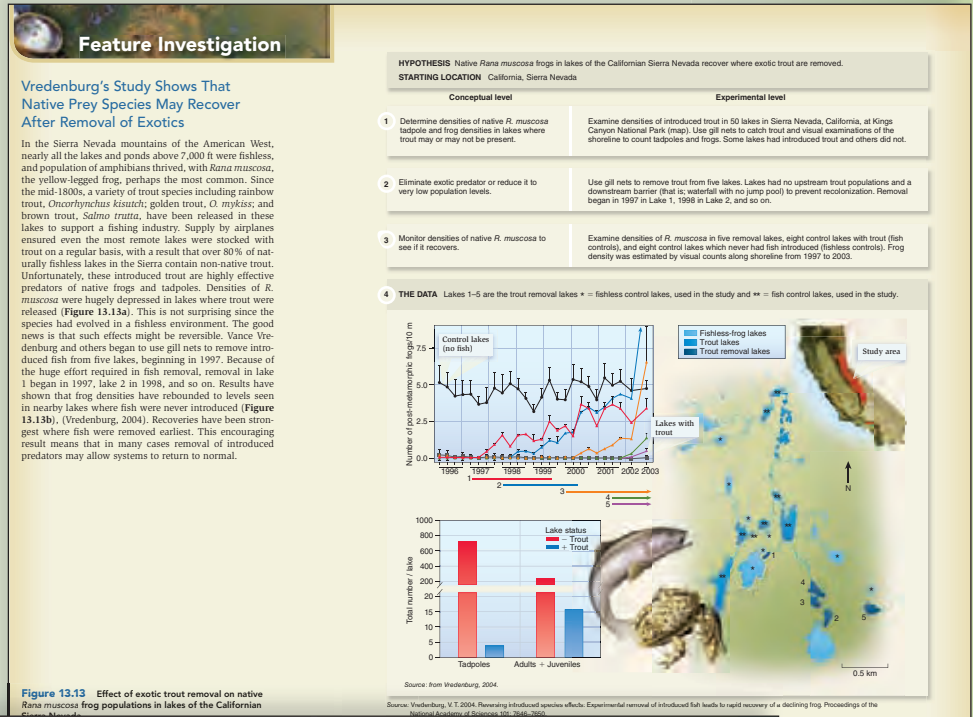 Feature Investigation
Vredenburg's Study Shows That
Native Prey Species May Recover
After Removal of Exotics
In the Sierra Nevada mountains of the American West,
nearly all the lakes and ponds above 7,000 ft were fishless,
and population of amphibians thrived, with Rana muscosa,
the yellow-legged frog, perhaps the most common. Since
the mid-1800s, a variety of trout species including rainbow
trout, Oncorhynchus kisutch; golden trout, O. mykiss; and
brown trout, Salmo trutta, have been released in these
lakes to support a fishing industry. Supply by airplanes
ensured even the most remote lakes were stocked with
trout on a regular basis, with a result that over 80% of nat-
urally fishless lakes in the Sierra contain non-native trout.
Unfortunately, these introduced trout are highly effective
predators of native frogs and tadpoles. Densities of R.
muscosa were hugely depressed in lakes where trout were
released (Figure 13.13a). This is not surprising since the
species had evolved in a fishless environment. The good
news is that such effects might be reversible. Vance Vre-
denburg and others began to use gill nets to remove intro-
duced fish from five lakes, beginning in 1997. Because of
the huge effort required in fish removal, removal in lake
1 began in 1997, lake 2 in 1998, and so on. Results have
shown that frog densities have rebounded to levels seen
in nearby lakes where fish were never introduced (Figure
13.13b), (Vredenburg, 2004). Recoveries have been stron-
gest where fish were removed earliest. This encouraging
result means that in many cases removal of introduced
predators may allow systems to return to normal.
Figure 13.13 Effect of exotic trout removal on native
Rana muscosa frog populations in lakes of the Californian
Sierra Nevada
HYPOTHESIS Native Rana muscosa frogs in lakes of the Californian Sierra Nevada recover where exotic trout are removed.
STARTING LOCATION California, Sierra Nevada
Conceptual level
Experimental level
1
Determine densities of native R. muscosa
tadpole and frog densities in lakes where
trout may or may not be present.
Examine densities of introduced trout in 50 lakes in Sierra Nevada, California, at Kings
Canyon National Park (map). Use gill nets to catch trout and visual examinations of the
shoreline to count tadpoles and frogs. Some lakes had introduced trout and others did not.
2
Eliminate exotic predator or reduce it to
very low population levels.
Use gill nets to remove trout from five lakes. Lakes had no upstream trout populations and a
downstream barrier (that is; waterfall with no jump pool) to prevent recolonization. Removal
began in 1997 in Lake 1, 1998 in Lake 2, and so on.
3
Monitor densities of native R. muscosa to
see if it recovers.
Examine densities of R. muscosa in five removal lakes, eight control lakes with trout (fish
controls), and eight control lakes which never had fish introduced (fishless controls). Frog
density was estimated by visual counts along shoreline from 1997 to 2003.
4 THE DATA Lakes 1–5 are the trout removal lakes * = fishless control lakes, used in the study and ** = fish control lakes, used in the study.
Number of post-metamorphic frogs/10 m
7.5
5.0
2.5
0.0
Control lakes
(no fish)
Lakes with
trout
1996 1997 1998 1999 2000 2001 2002 2003
1
2
3
4
5
Total number / lake
1000
800
600
400
200
20
15
10
5
0
Lake status
− Trout
+ Trout
Tadpoles
Adults + Juveniles
Source: from Vredenburg, 2004.
Fishless-frog lakes
Trout lakes
Trout removal lakes
Study area
N
1
4
3
2
5
0.5 km
Source: Vredenburg, V. T. 2004. Reversing introduced species effects: Experimental removal of introduced fish leads to rapid recovery of a declining frog. Proceedings of the
National Academy of Sciences 101: 7646–7650.